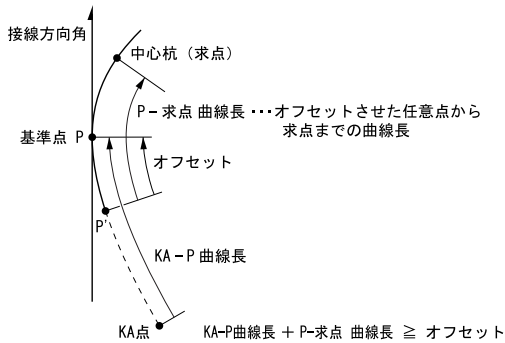 接線方向角
中心杭（求点）
P－求点 曲線長 ･･･オフセットさせた任意点から
求点までの曲線長
基準点 P
オフセット
P'
KA－P 曲線長
KA点
KA-P曲線長 ＋ P-求点 曲線長 ≧ オフセット